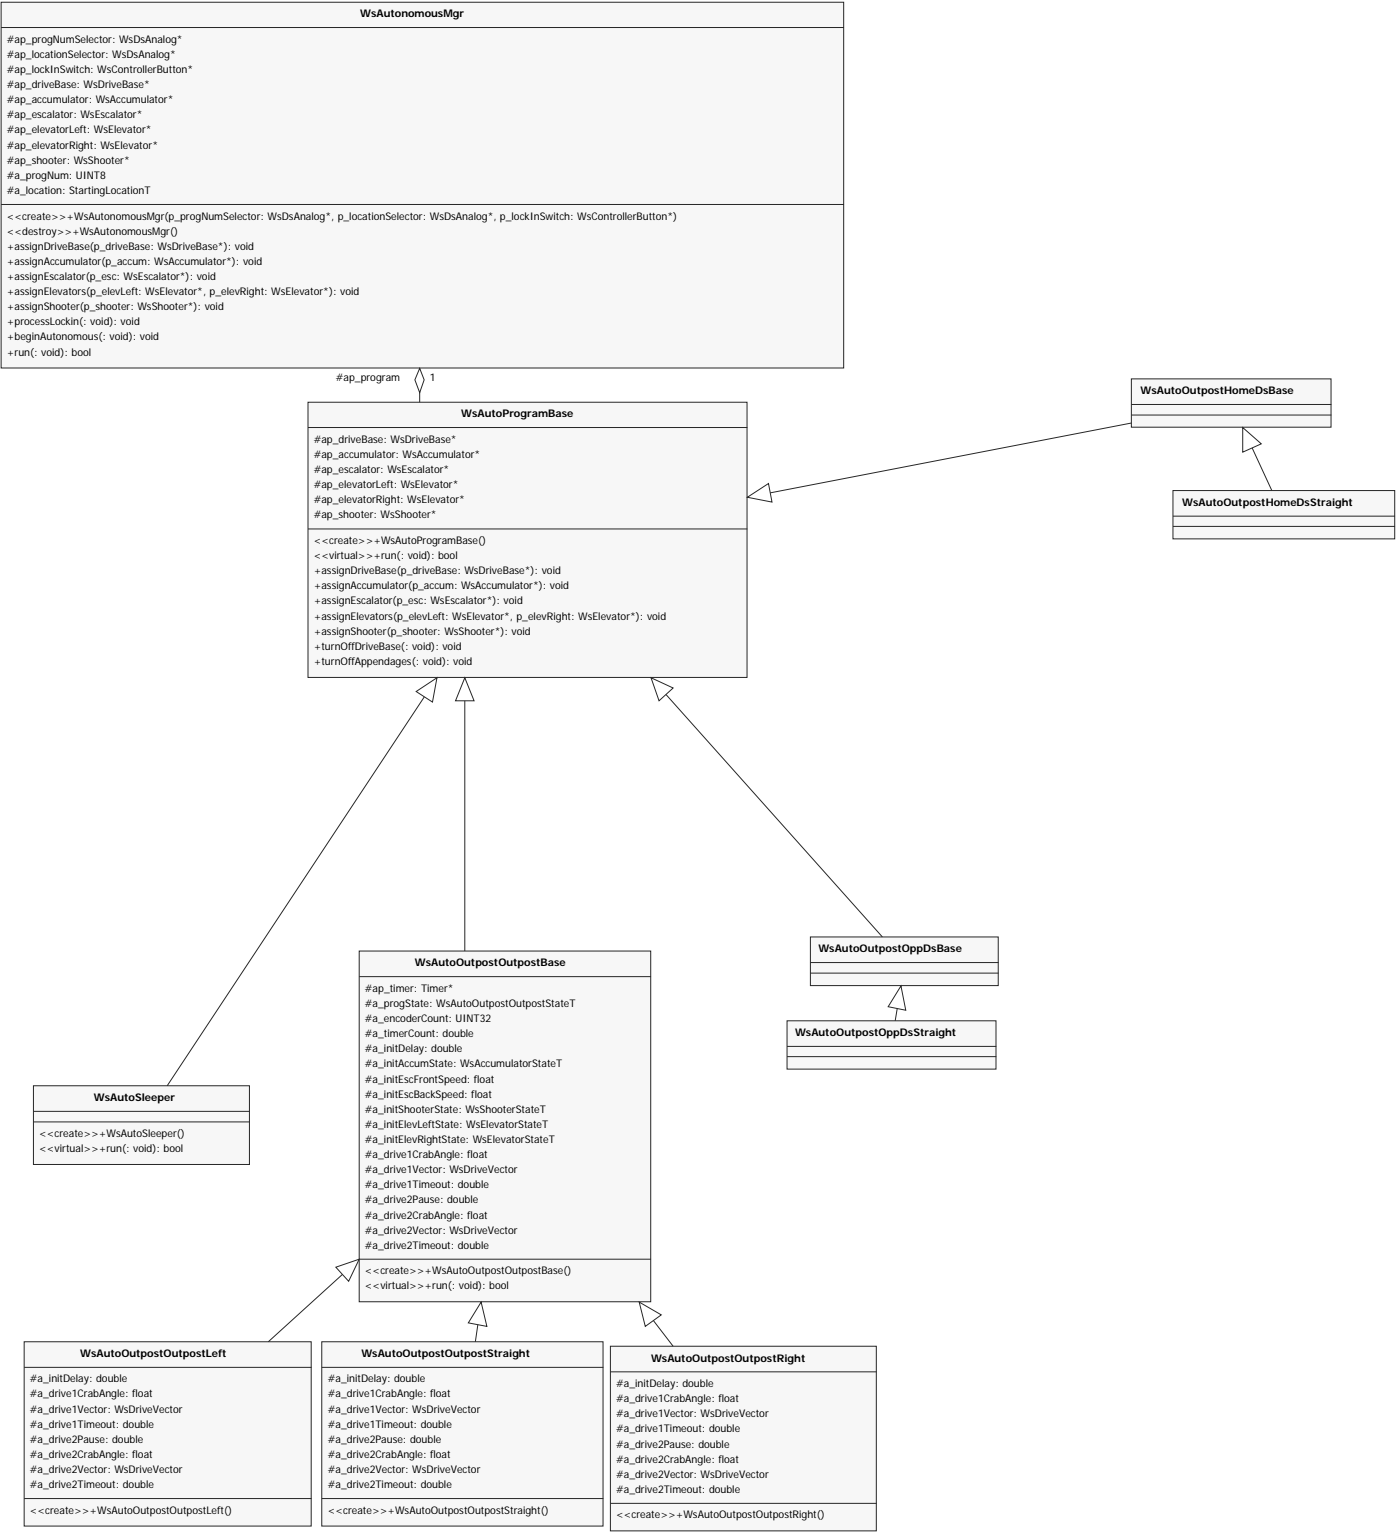 WsAutonomousMgr
#ap_progNumSelector: WsDsAnalog*
#ap_locationSelector: WsDsAnalog*
#ap_lockInSwitch: WsControllerButton*
#ap_driveBase: WsDriveBase*
#ap_accumulator: WsAccumulator*
#ap_escalator: WsEscalator*
#ap_elevatorLeft: WsElevator*
#ap_elevatorRight: WsElevator*
#ap_shooter: WsShooter*
#a_progNum: UINT8
#a_location: StartingLocationT
<<create>>+WsAutonomousMgr(p_progNumSelector: WsDsAnalog*, p_locationSelector: WsDsAnalog*, p_lockInSwitch: WsControllerButton*)
<<destroy>>+WsAutonomousMgr()
+assignDriveBase(p_driveBase: WsDriveBase*): void
+assignAccumulator(p_accum: WsAccumulator*): void
+assignEscalator(p_esc: WsEscalator*): void
+assignElevators(p_elevLeft: WsElevator*, p_elevRight: WsElevator*): void
+assignShooter(p_shooter: WsShooter*): void
+processLockin(: void): void
+beginAutonomous(: void): void
+run(: void): bool
#ap_program 1
WsAutoProgramBase
#ap_driveBase: WsDriveBase*
#ap_accumulator: WsAccumulator*
#ap_escalator: WsEscalator*
#ap_elevatorLeft: WsElevator*
#ap_elevatorRight: WsElevator*
#ap_shooter: WsShooter*
<<create>>+WsAutoProgramBase()
<<virtual>>+run(: void): bool
+assignDriveBase(p_driveBase: WsDriveBase*): void
+assignAccumulator(p_accum: WsAccumulator*): void
+assignEscalator(p_esc: WsEscalator*): void
+assignElevators(p_elevLeft: WsElevator*, p_elevRight: WsElevator*): void
+assignShooter(p_shooter: WsShooter*): void
+turnOffDriveBase(: void): void
+turnOffAppendages(: void): void
WsAutoOutpostHomeDsBase
WsAutoOutpostHomeDsStraight
WsAutoOutpostOppDsBase
WsAutoOutpostOppDsStraight
WsAutoSleeper
<<create>>+WsAutoSleeper()
<<virtual>>+run(: void): bool
WsAutoOutpostOutpostBase
#ap_timer: Timer*
#a_progState: WsAutoOutpostOutpostStateT
#a_encoderCount: UINT32
#a_timerCount: double
#a_initDelay: double
#a_initAccumState: WsAccumulatorStateT
#a_initEscFrontSpeed: float
#a_initEscBackSpeed: float
#a_initShooterState: WsShooterStateT
#a_initElevLeftState: WsElevatorStateT
#a_initElevRightState: WsElevatorStateT
#a_drive1CrabAngle: float
#a_drive1Vector: WsDriveVector
#a_drive1Timeout: double
#a_drive2Pause: double
#a_drive2CrabAngle: float
#a_drive2Vector: WsDriveVector
#a_drive2Timeout: double
<<create>>+WsAutoOutpostOutpostBase()
<<virtual>>+run(: void): bool
WsAutoOutpostOutpostLeft
#a_initDelay: double
#a_drive1CrabAngle: float
#a_drive1Vector: WsDriveVector
#a_drive1Timeout: double
#a_drive2Pause: double
#a_drive2CrabAngle: float
#a_drive2Vector: WsDriveVector
#a_drive2Timeout: double
<<create>>+WsAutoOutpostOutpostLeft()
WsAutoOutpostOutpostStraight
#a_initDelay: double
#a_drive1CrabAngle: float
#a_drive1Vector: WsDriveVector
#a_drive1Timeout: double
#a_drive2Pause: double
#a_drive2CrabAngle: float
#a_drive2Vector: WsDriveVector
#a_drive2Timeout: double
<<create>>+WsAutoOutpostOutpostStraight()
WsAutoOutpostOutpostRight
#a_initDelay: double
#a_drive1CrabAngle: float
#a_drive1Vector: WsDriveVector
#a_drive1Timeout: double
#a_drive2Pause: double
#a_drive2CrabAngle: float
#a_drive2Vector: WsDriveVector
#a_drive2Timeout: double
<<create>>+WsAutoOutpostOutpostRight()